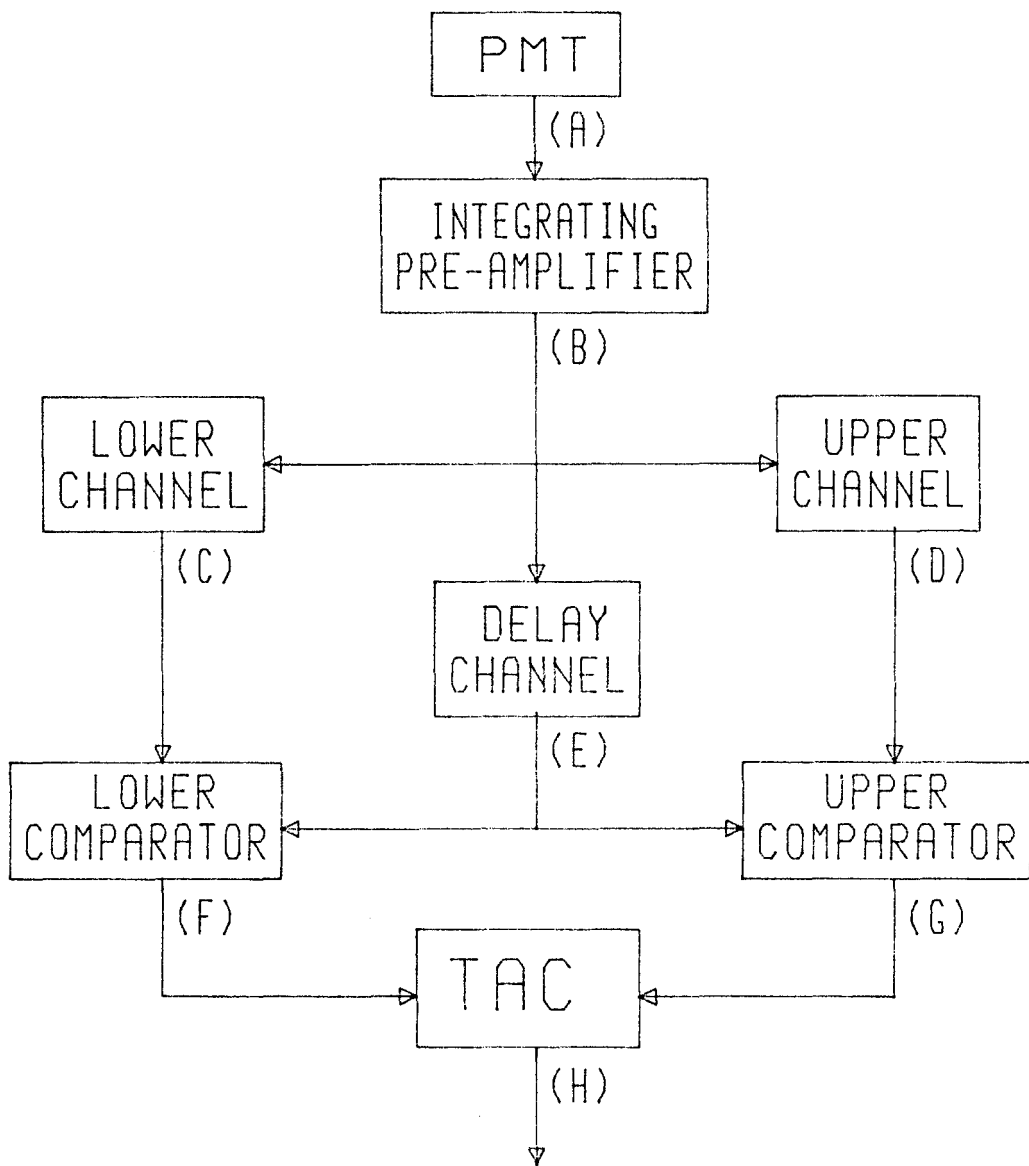 PMT
(A)
INTEGRATING
PRE-AMPLIFIER
(B)
LOWER
CHANNEL
UPPER
CHANNEL
(C)
(D)
DELAY
CHANNEL
(E)
LOWER
COMPARATOR
UPPER
COMPARATOR
(F)
(G)
TAC
(H)